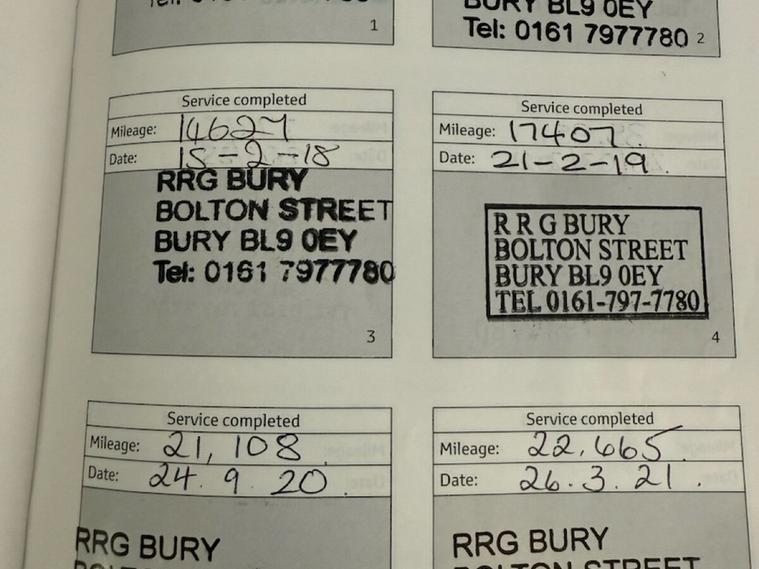 1
BURY BL9 0EY
Tel: 0161 7977780
2
Service completed
Mileage: 14627
Date: 15-2-18
RRG BURY
BOLTON STREET
BURY BL9 0EY
Tel: 0161 7977780
3
Service completed
Mileage: 17407
Date: 21-2-19
R R G BURY
BOLTON STREET
BURY BL9 0EY
TEL 0161-797-7780
4
Service completed
Mileage: 21,108
Date: 24.9.20
RRG BURY
Service completed
Mileage: 22,665
Date: 26.3.21.
RRG BURY
BOLTON STREET